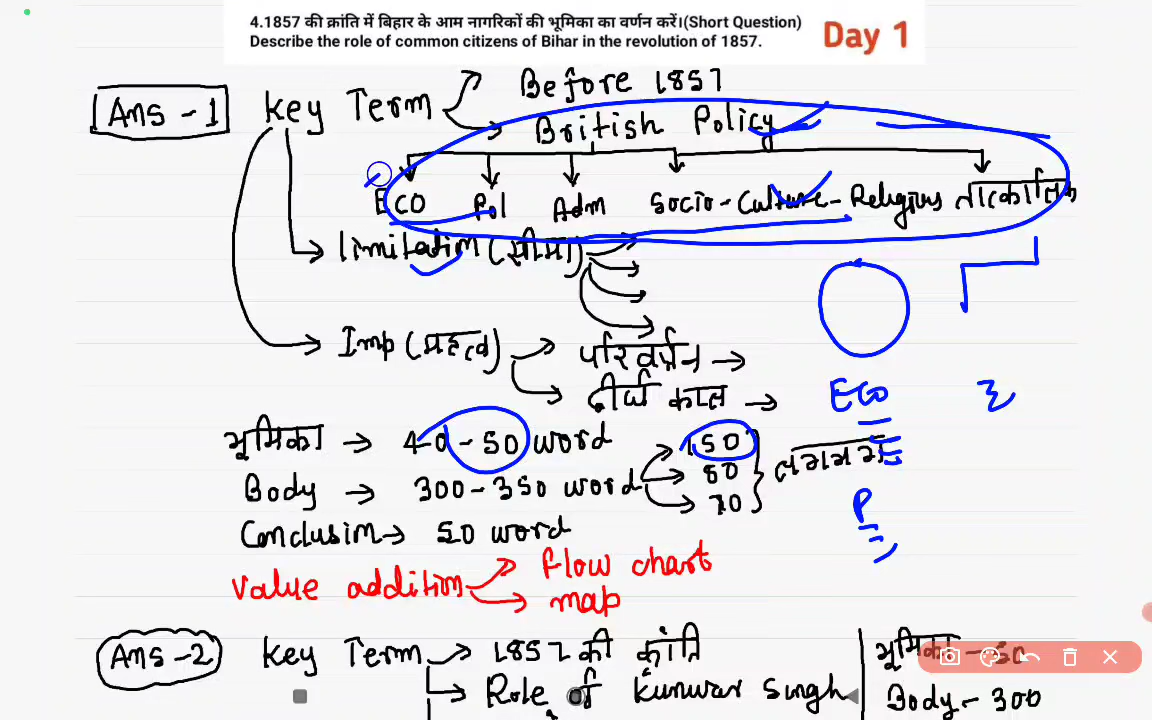 4.1857 की क्रांति में बिहार के आम नागरिकों की भूमिका का वर्णन करें।(Short Question)
Describe the role of common citizens of Bihar in the revolution of 1857.
Day 1
Ans - 1
Key Term
Before 1857
British Policy
ECO Pol Adm Socio - Culture - Religious तात्कालिक
limitation (सीमा)
Imp (महत्व)
परिवर्तन
दीर्घ काल
ECO
भूमिका → 40 - 50 word
150
Body → 300 - 350 word
80
70
लगभग
P
Conclusion → 50 word
Value addition
flow chart
map
Ans - 2
Key Term → 1857 की क्रांति
भूमिका - 50
Role of Kunwar Singh
Body - 300